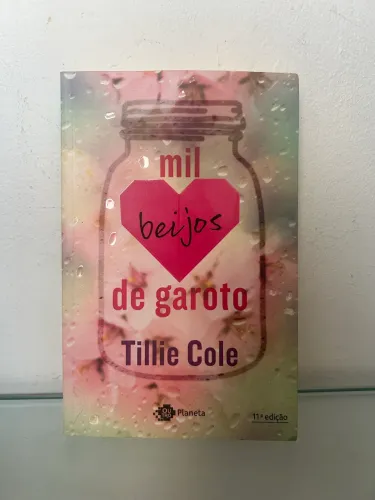 mil
beijos
de garoto
Tillie Cole
Planeta
11ª edição